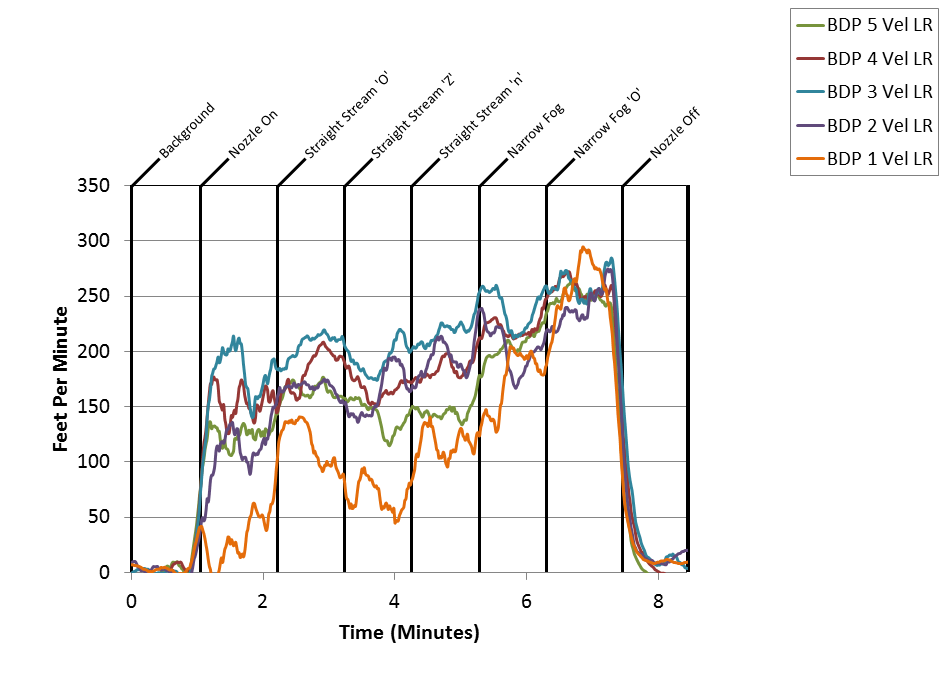 BDP 5 Vel LR
BDP 4 Vel LR
BDP 3 Vel LR
BDP 2 Vel LR
BDP 1 Vel LR
Background
Nozzle On
Straight Stream 'O'
Straight Stream 'Z'
Straight Stream 'n'
Narrow Fog
Narrow Fog 'O'
Nozzle Off
350
300
250
200
150
100
50
0
Feet Per Minute
0 2 4 6 8
Time (Minutes)